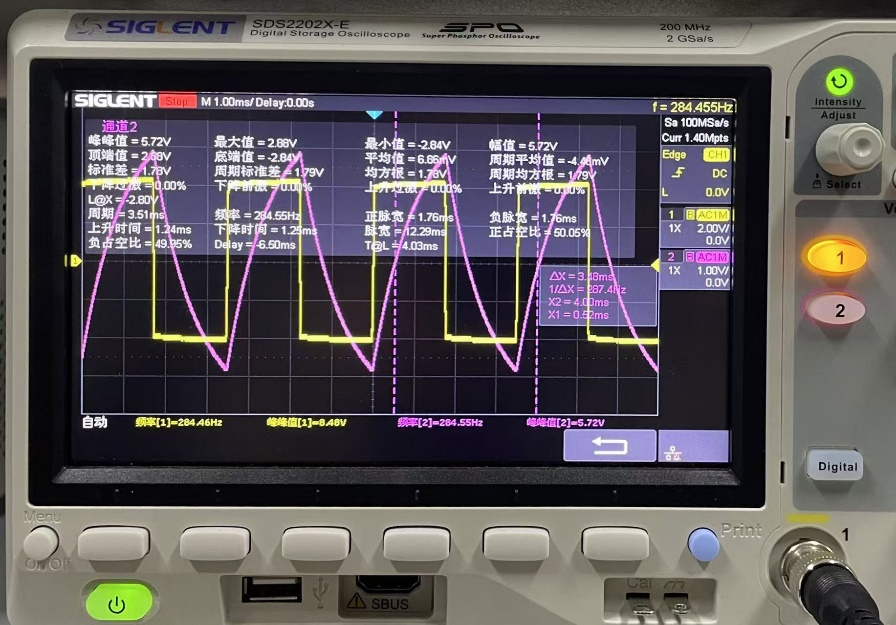 SIGLENT SDS2202X-E
Digital Storage Oscilloscope
SPO
Super Phosphor Oscilloscope
200 MHz
2 GSa/s
SIGLENT Stop M 1.00ms/ Delay:0.00s f = 284.455Hz
Sa 100MSa/s
Curr 1.40Mpts
Edge CH1
DC
L 0.0V
1 B AC1M
1X 2.00V/
0.0V
2 B AC1M
1X 1.00V/
0.0V
通道2
峰峰值 = 5.72V 最大值 = 2.88V 最小值 = -2.84V 幅值 = 5.72V
顶端值 = 2.88V 底端值 = -2.84V 平均值 = 6.86mV 周期平均值 = -4.46mV
标准差 = 1.78V 周期标准差 = 1.79V 均方根 = 1.78V 周期均方根 = 1.79V
下降过激 = 0.00% 下降前激 = 0.00% 上升过激 = 0.00% 上升前激 = 0.00%
L@X = -2.80V
周期 = 3.51ms 频率 = 284.55Hz 正脉宽 = 1.76ms 负脉宽 = 1.76ms
上升时间 = 1.24ms 下降时间 = 1.25ms 脉宽 = 12.29ms 正占空比 = 50.05%
负占空比 = 49.95% Delay = -6.50ms T@L = 4.03ms
ΔX = 3.48ms
1/ΔX = 287.4Hz
X2 = 4.00ms
X1 = 0.52ms
1
自动 频率[1]=284.46Hz 峰峰值[1]=8.48V 频率[2]=284.55Hz 峰峰值[2]=5.72V
Intensity
Adjust
Select
1
2
Digital
Menu
On/Off
Print
1
SBUS
Cal